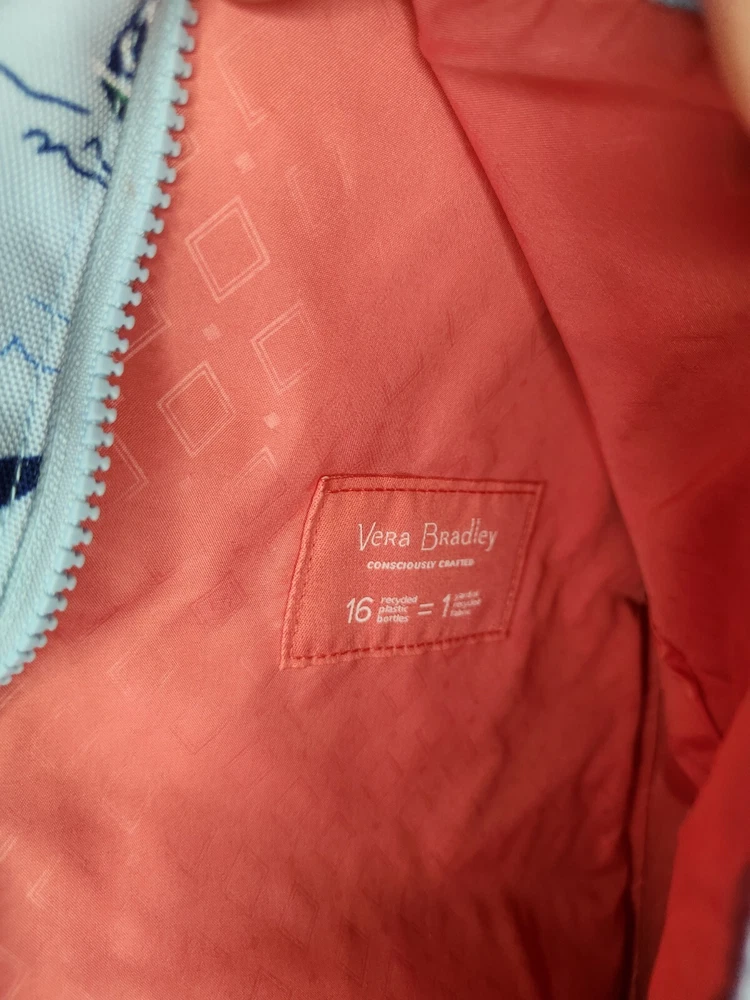 Vera Bradley
CONSCIOUSLY CRAFTED
16 recycled plastic bottles = 1 yard of recycled fabric